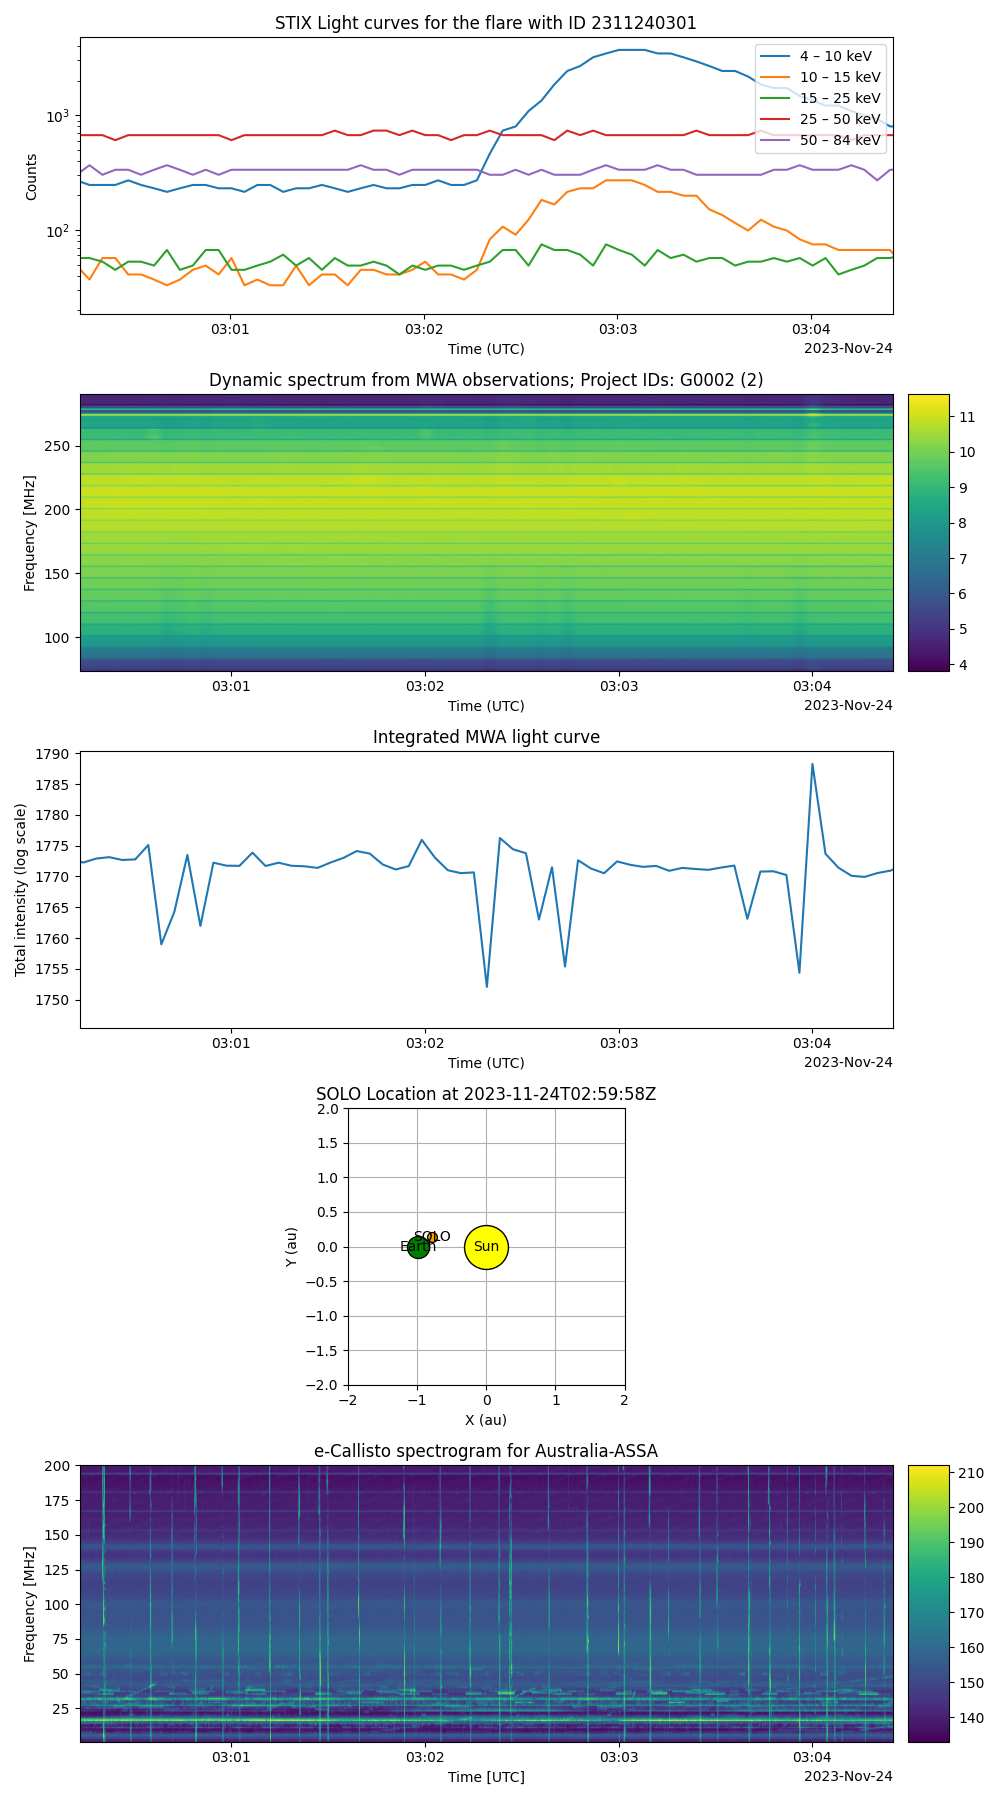 STIX Light curves for the flare with ID 2311240301
4 – 10 keV
10 – 15 keV
15 – 25 keV
25 – 50 keV
50 – 84 keV
Counts
10³
10²
03:01 03:02 03:03 03:04
Time (UTC)
2023-Nov-24
Dynamic spectrum from MWA observations; Project IDs: G0002 (2)
Frequency [MHz]
250
200
150
100
11
10
9
8
7
6
5
4
03:01 03:02 03:03 03:04
Time (UTC)
2023-Nov-24
Integrated MWA light curve
Total intensity (log scale)
1790
1785
1780
1775
1770
1765
1760
1755
1750
03:01 03:02 03:03 03:04
Time (UTC)
2023-Nov-24
SOLO Location at 2023-11-24T02:59:58Z
Y (au)
2.0
1.5
1.0
0.5
0.0
−0.5
−1.0
−1.5
−2.0
SOLO
Earth
Sun
−2 −1 0 1 2
X (au)
e-Callisto spectrogram for Australia-ASSA
Frequency [MHz]
200
175
150
125
100
75
50
25
210
200
190
180
170
160
150
140
03:01 03:02 03:03 03:04
Time [UTC]
2023-Nov-24